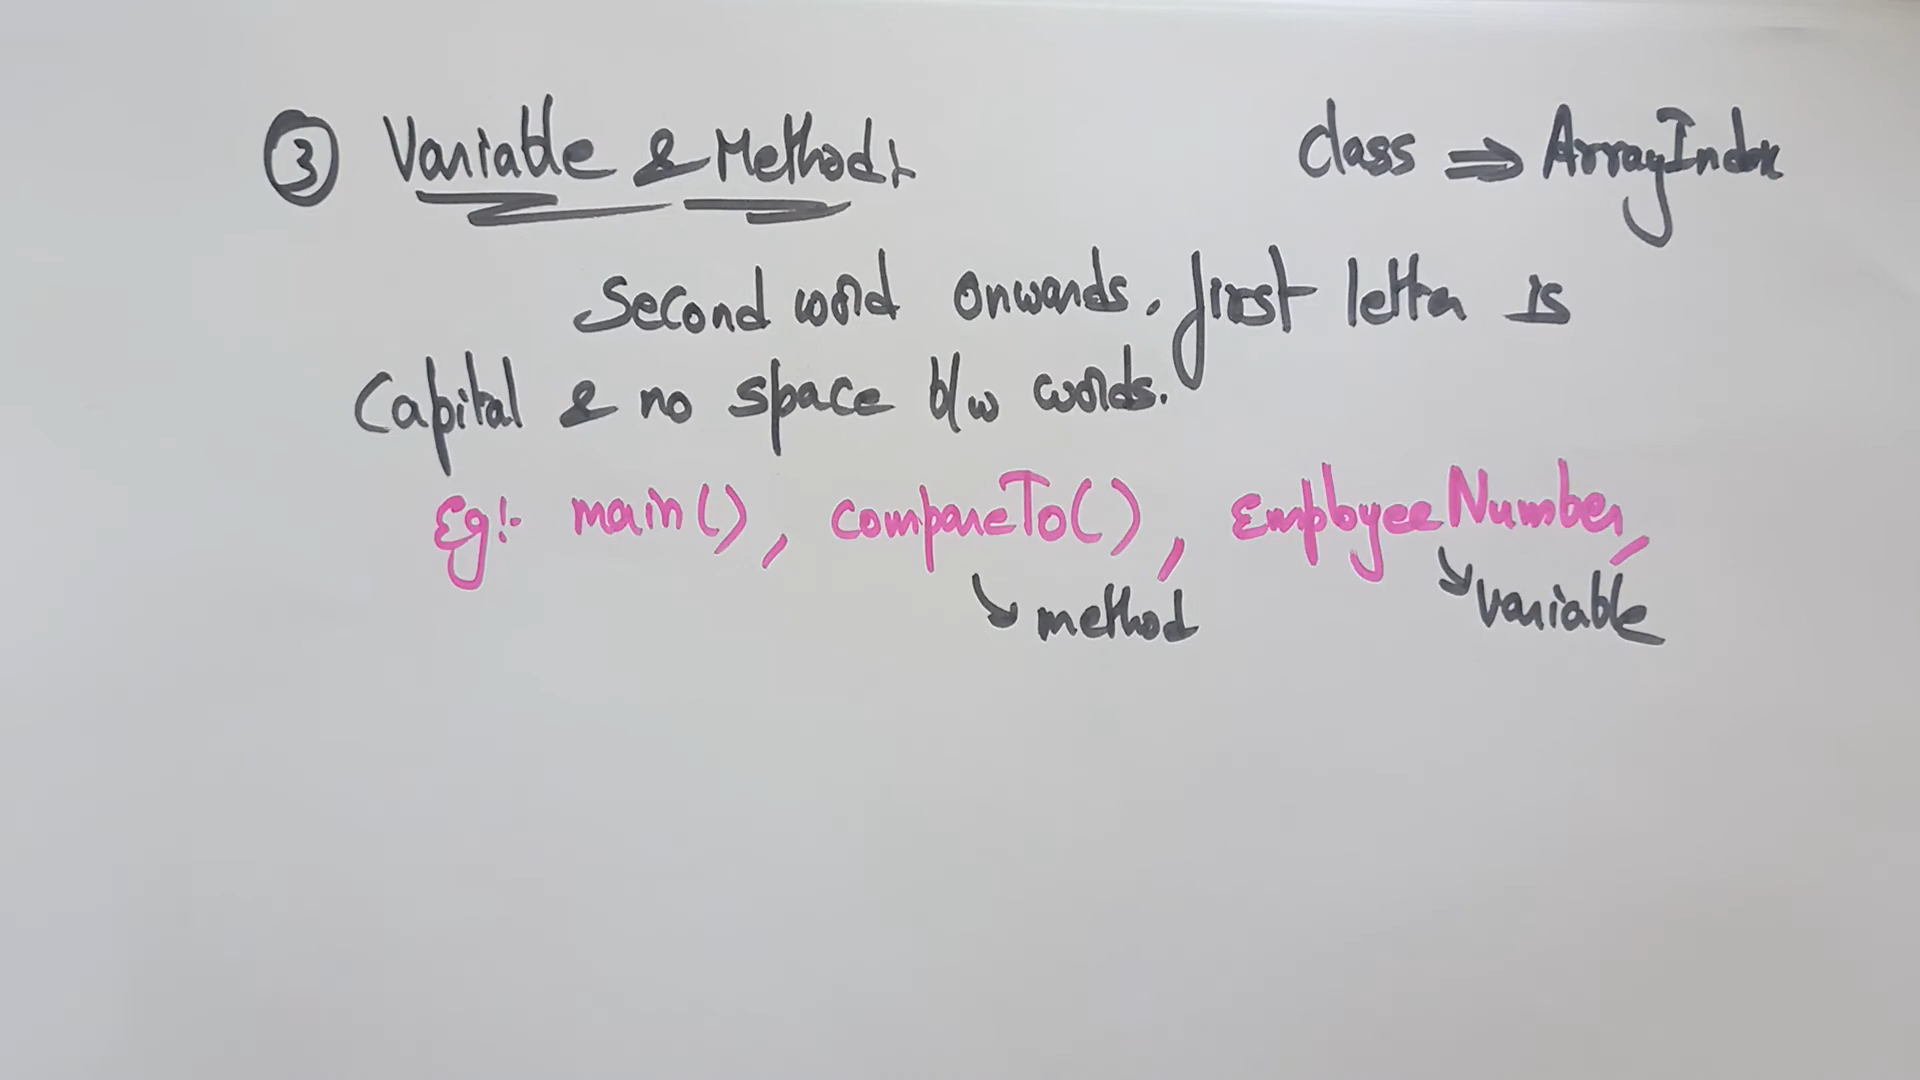 ③ Variable & Method:
class ⇒ ArrayIndex
Second word onwards. first letter is
Capital & no space b/w words.
Eg:- main(), compareTo(), EmployeeNumber,
↘ method ↘ variable